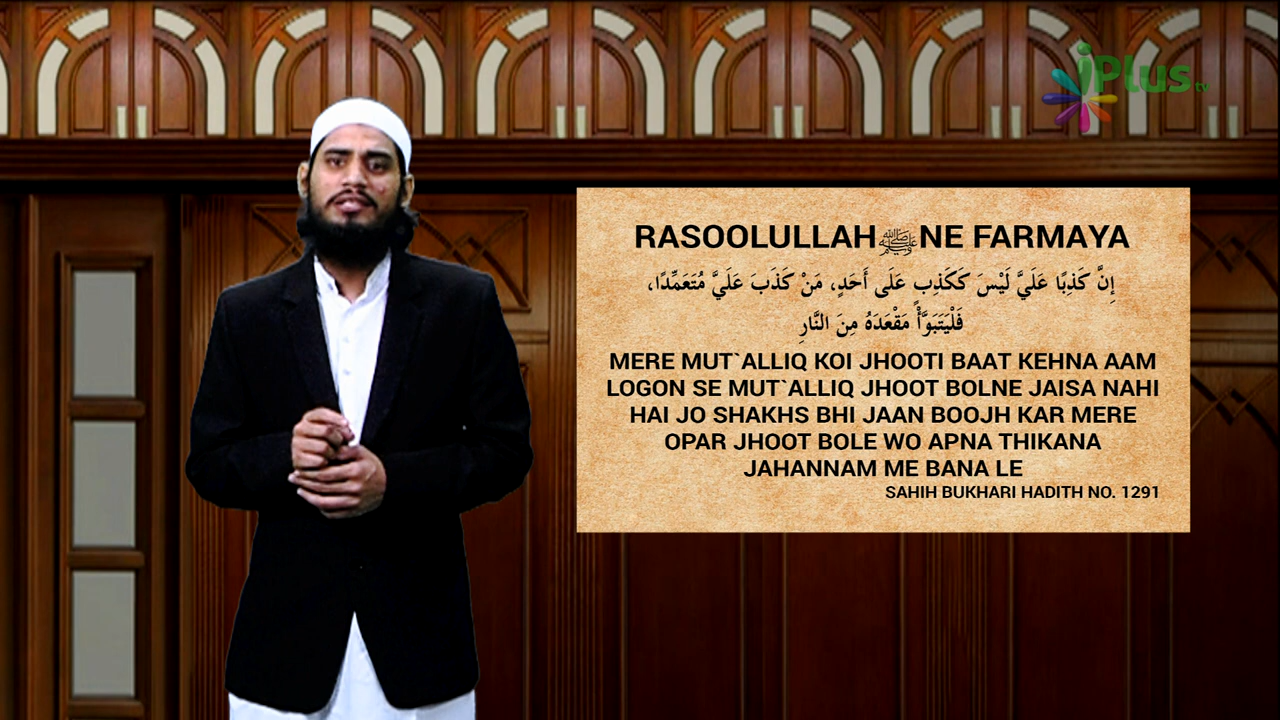 iPlus tv
RASOOLULLAH ﷺ NE FARMAYA
إِنَّ كَذِبًا عَلَيَّ لَيْسَ كَكَذِبٍ عَلَى أَحَدٍ، مَنْ كَذَبَ عَلَيَّ مُتَعَمِّدًا،
فَلْيَتَبَوَّأْ مَقْعَدَهُ مِنَ النَّارِ
MERE MUT`ALLIQ KOI JHOOTI BAAT KEHNA AAM
LOGON SE MUT`ALLIQ JHOOT BOLNE JAISA NAHI
HAI JO SHAKHS BHI JAAN BOOJH KAR MERE
OPAR JHOOT BOLE WO APNA THIKANA
JAHANNAM ME BANA LE
SAHIH BUKHARI HADITH NO. 1291